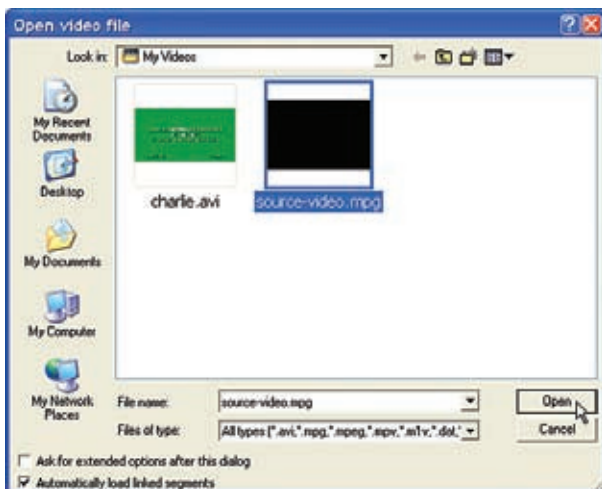 Open video file
Look in: My Videos
My Recent
Documents
Desktop
My Documents
My Computer
My Network
Places
charlie.avi
source-video.mpg
File name: source-video.mpg Open
Files of type: All types (*.avi,*.mpg,*.mpeg,*.mpv,*.m1v,*.dat,* Cancel
Ask for extended options after this dialog
Automatically load linked segments